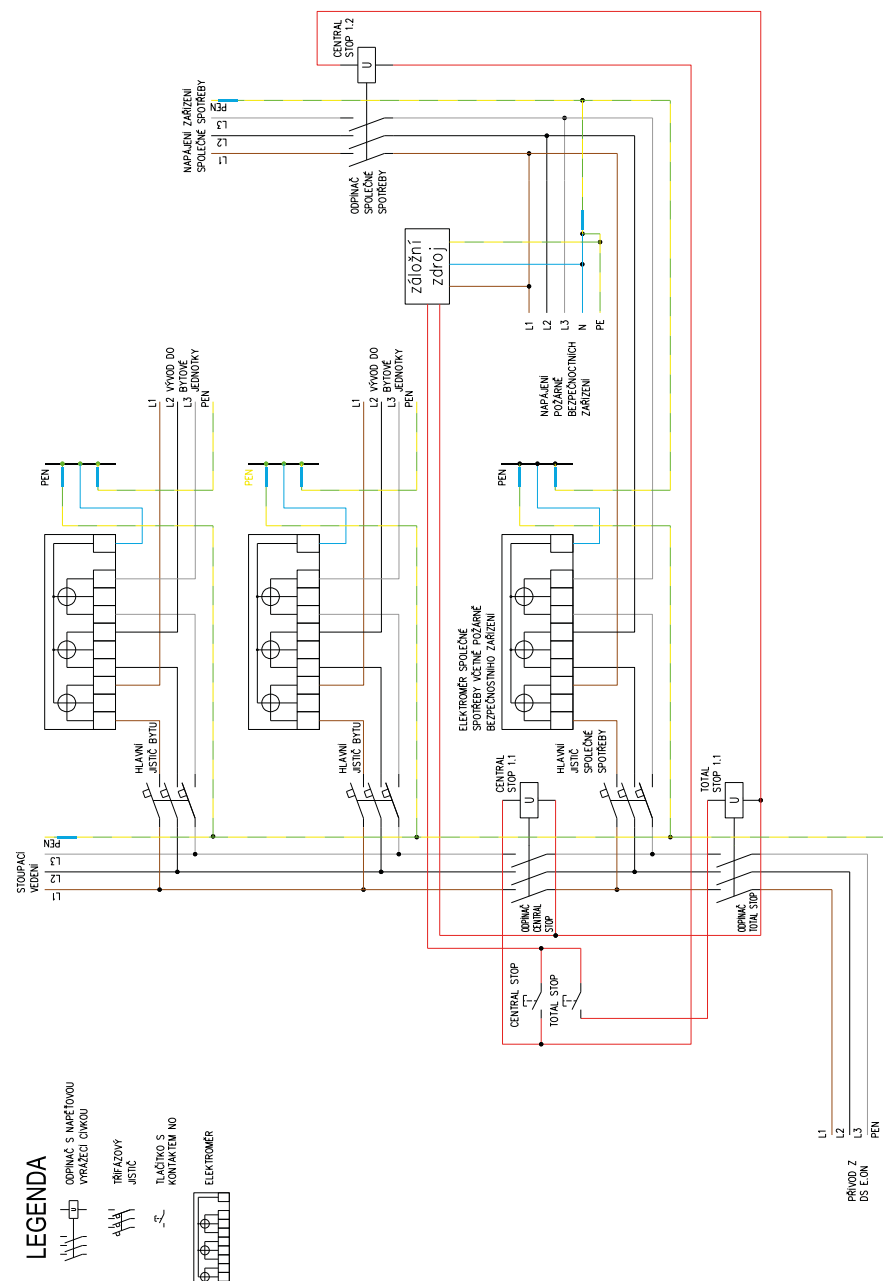 CENTRAL
STOP 1.2
U
NAPÁJENÍ ZAŘÍZENÍ
SPOLEČNÉ SPOTŘEBY
PEN
L3
L2
L1
ODPÍNAČ
SPOLEČNÉ
SPOTŘEBY
záložní
zdroj
L1
L2
L3
N
PE
NAPÁJENÍ
POŽÁRNĚ
BEZPEČNOCTNÍCH
ZAŘÍZENÍ
L1
L2 VÝVOD DO
BYTOVÉ
L3 JEDNOTKY
PEN
L1
L2 VÝVOD DO
BYTOVÉ
L3 JEDNOTKY
PEN
PEN
PEN
PEN
ELEKTROMĚR SPOLEČNÉ
SPOTŘEBY VČETNĚ POŽÁRNĚ
BEZPEČNOSTNIHO ZAŘÍZENÍ
HLAVNÍ
JISTIČ BYTU
HLAVNÍ
JISTIČ BYTU
CENTRAL
STOP 1.1
U
HLAVNÍ
JISTIČ
SPOLEČNÉ
SPOTŘEBY
TOTAL
STOP 1.1
U
STOUPACÍ
VEDENÍ
PEN
L3
L2
L1
ODPÍNAČ
CENTRAL
STOP
ODPÍNAČ
TOTAL STOP
CENTRAL STOP
TOTAL STOP
L1
L2
L3
PEN
PŘÍVOD Z
DS E.ON
LEGENDA
ODPÍNAČ S NAPĚŤOVOU
VYRÁŽECÍ CÍVKOU
U
TŘÍFÁZOVÝ
JISTIČ
TLAČÍTKO S
KONTAKTEM NO
ELEKTROMĚR